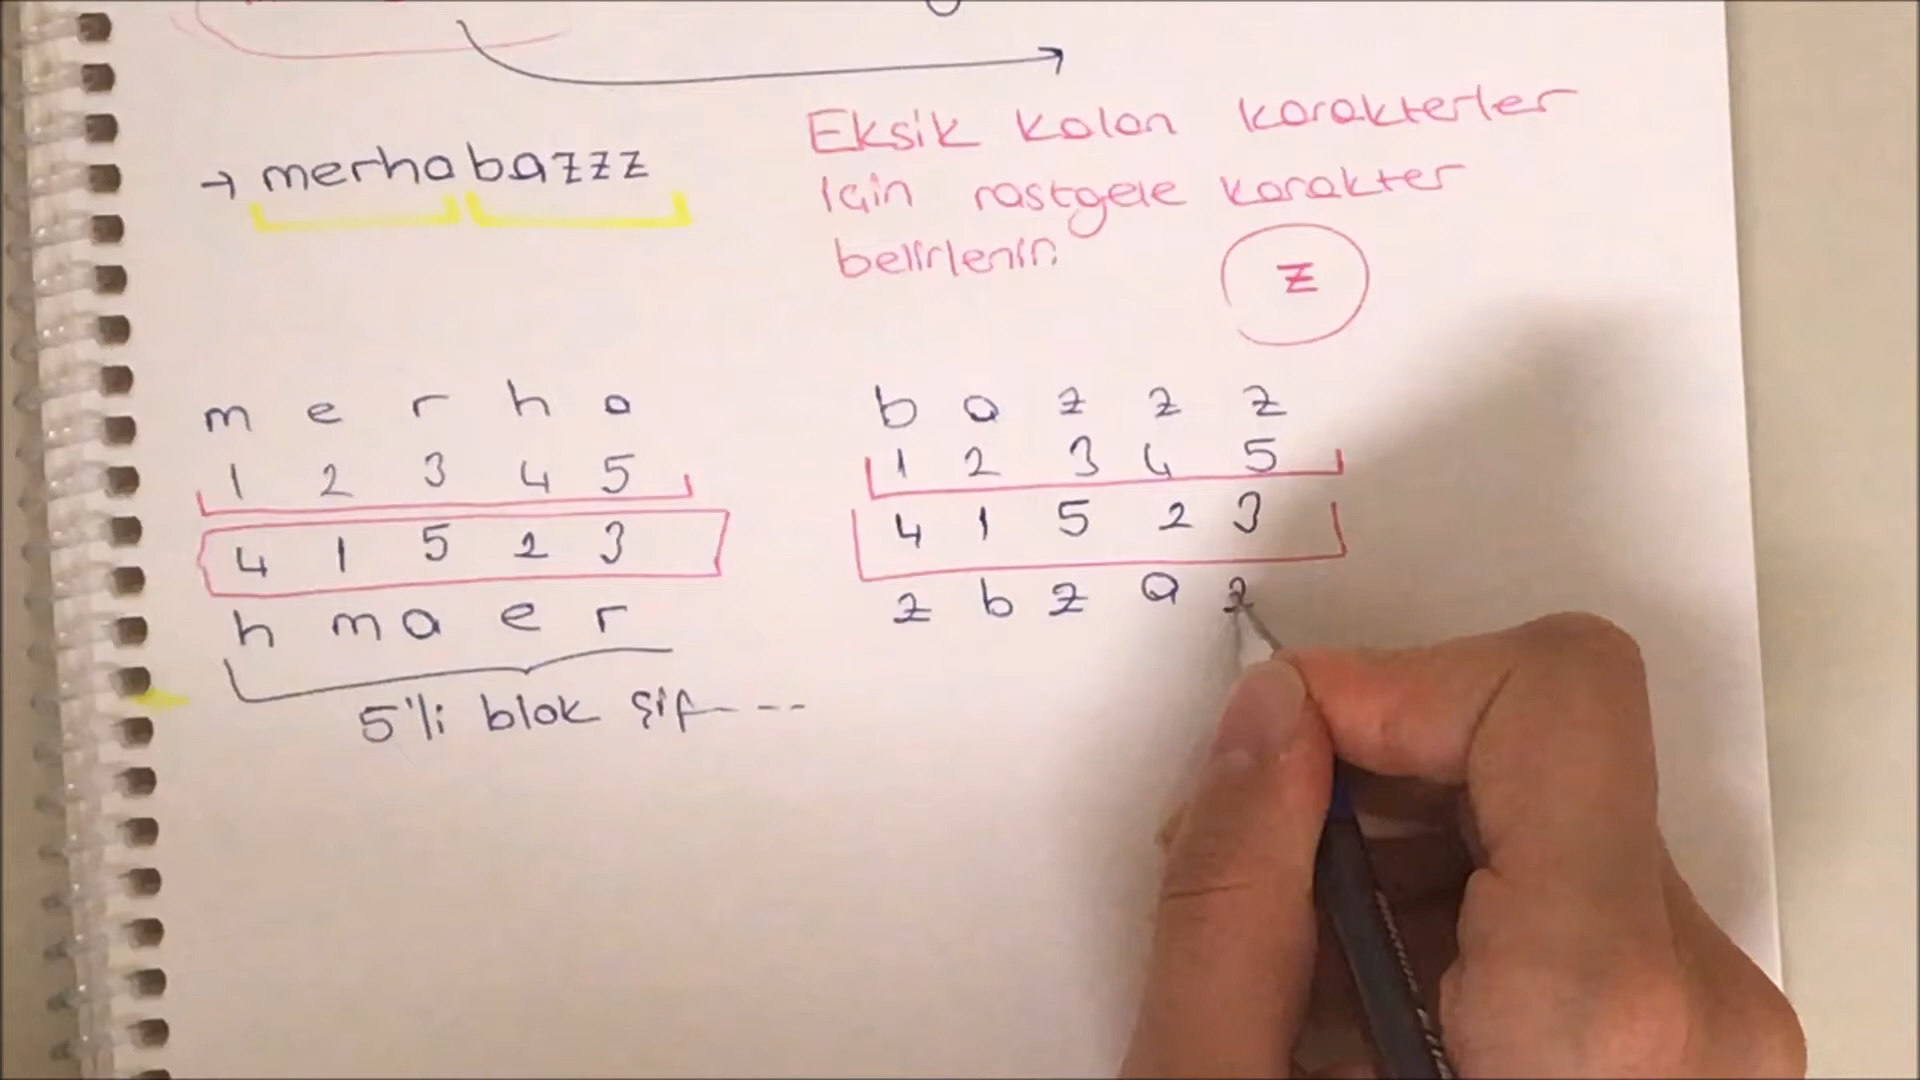 → merhabazzz
Eksik kalan karakterler
için rastgele karakter
belirlenir.
z
m e r h a
1 2 3 4 5
4 1 5 2 3
h m a e r
5'li blok şif----
b a z z z
1 2 3 4 5
4 1 5 2 3
z b z a z